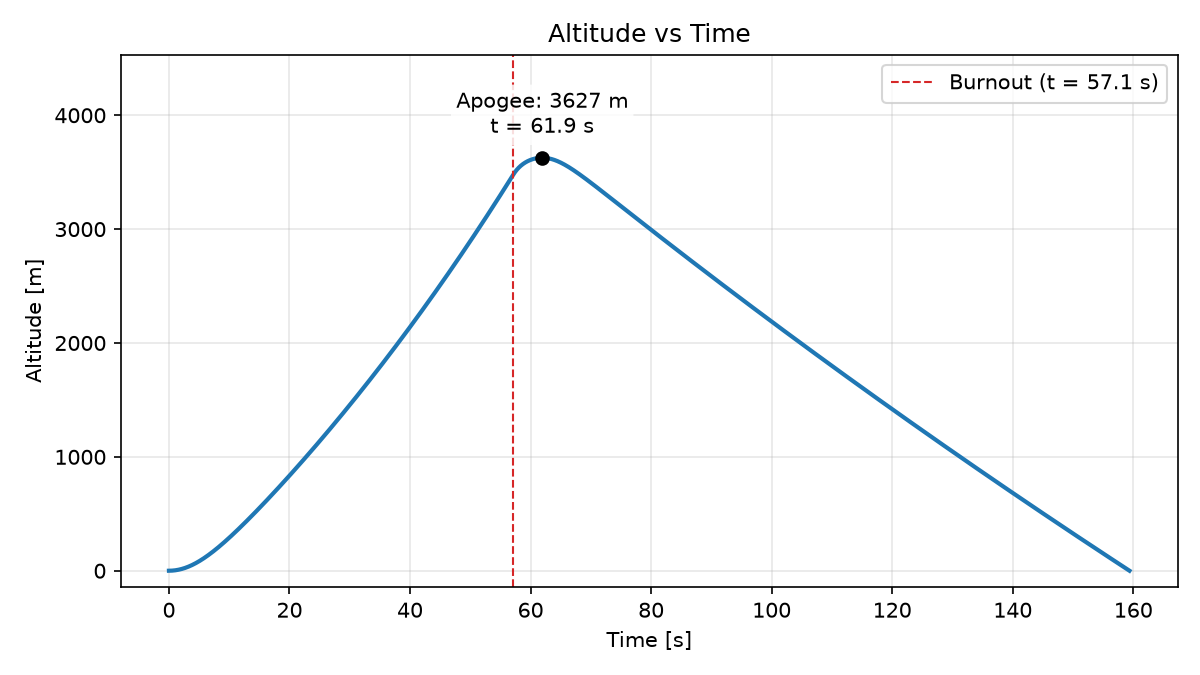 Altitude vs Time
Burnout (t = 57.1 s)
Apogee: 3627 m
t = 61.9 s
Altitude [m]
4000
3000
2000
1000
0
0 20 40 60 80 100 120 140 160
Time [s]